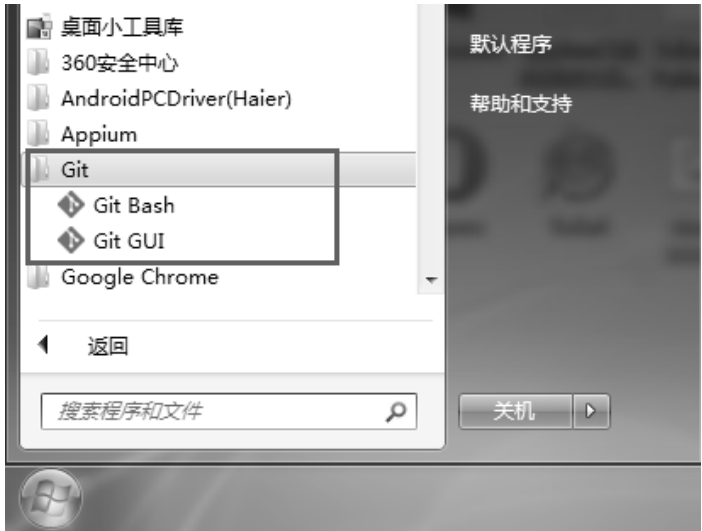 桌面小工具库
360安全中心
AndroidPCDriver(Haier)
Appium
Git
Git Bash
Git GUI
Google Chrome
返回
搜索程序和文件
默认程序
帮助和支持
关机